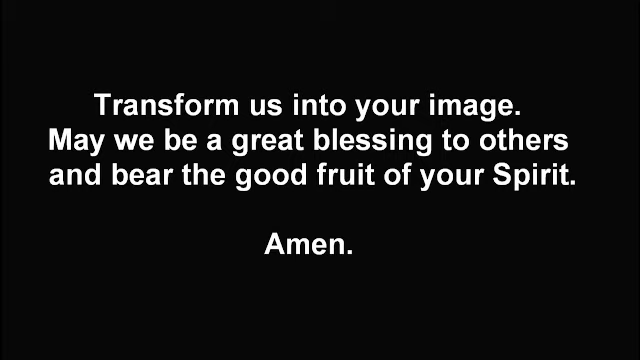 Transform us into your image.
May we be a great blessing to others
and bear the good fruit of your Spirit.
Amen.